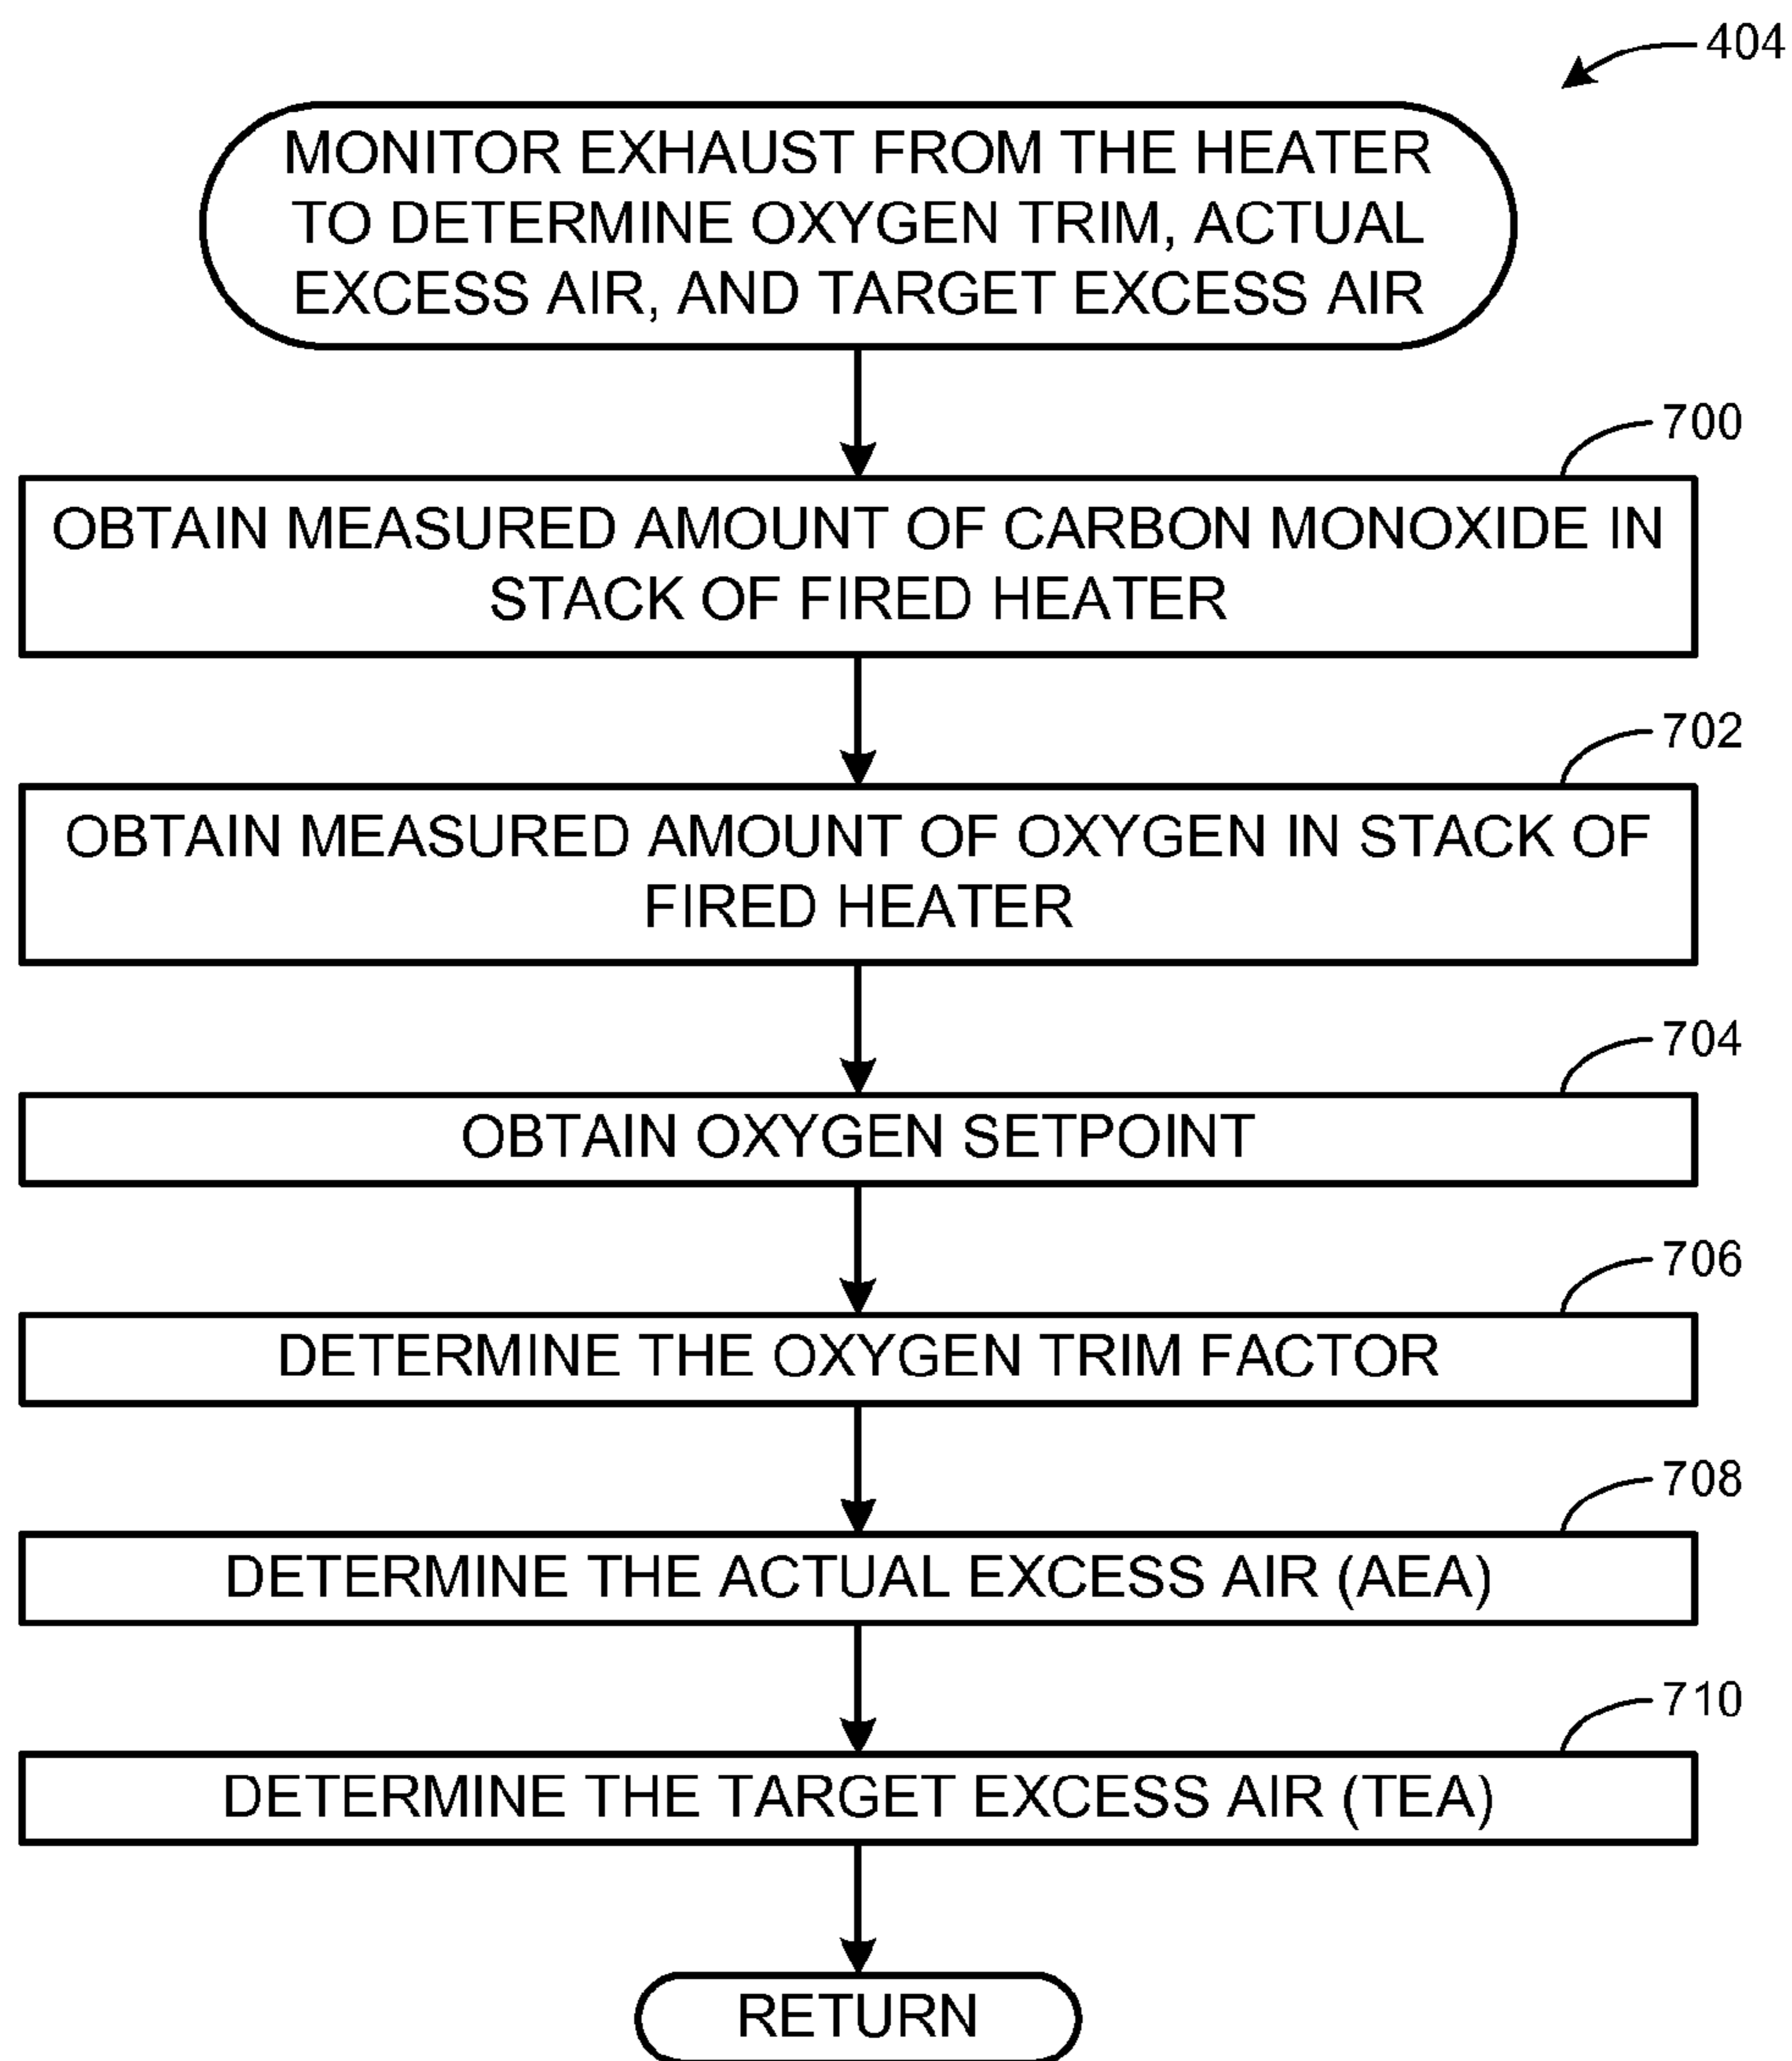 404
MONITOR EXHAUST FROM THE HEATER
TO DETERMINE OXYGEN TRIM, ACTUAL
EXCESS AIR, AND TARGET EXCESS AIR
700
OBTAIN MEASURED AMOUNT OF CARBON MONOXIDE IN
STACK OF FIRED HEATER
702
OBTAIN MEASURED AMOUNT OF OXYGEN IN STACK OF
FIRED HEATER
704
OBTAIN OXYGEN SETPOINT
706
DETERMINE THE OXYGEN TRIM FACTOR
708
DETERMINE THE ACTUAL EXCESS AIR (AEA)
710
DETERMINE THE TARGET EXCESS AIR (TEA)
RETURN